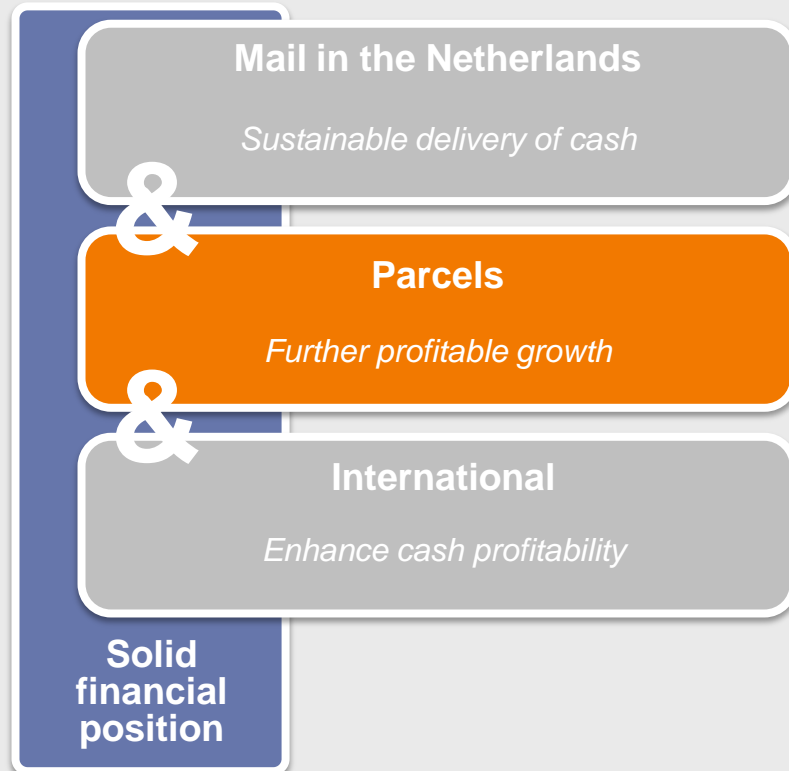 Mail in the Netherlands
Sustainable delivery of cash
&
Parcels
Further profitable growth
&
International
Enhance cash profitability
Solid
financial
position